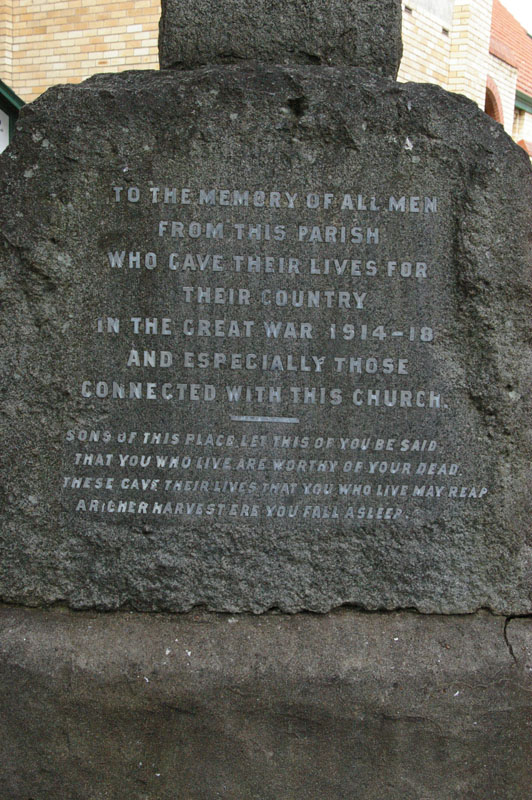 TO THE MEMORY OF ALL MEN
FROM THIS PARISH
WHO GAVE THEIR LIVES FOR
THEIR COUNTRY
IN THE GREAT WAR 1914-18
AND ESPECIALLY THOSE
CONNECTED WITH THIS CHURCH.
SONS OF THIS PLACE, LET THIS OF YOU BE SAID,
THAT YOU WHO LIVE ARE WORTHY OF YOUR DEAD.
THESE GAVE THEIR LIVES THAT YOU WHO LIVE MAY REAP
A RICHER HARVEST ERE YOU FALL ASLEEP.